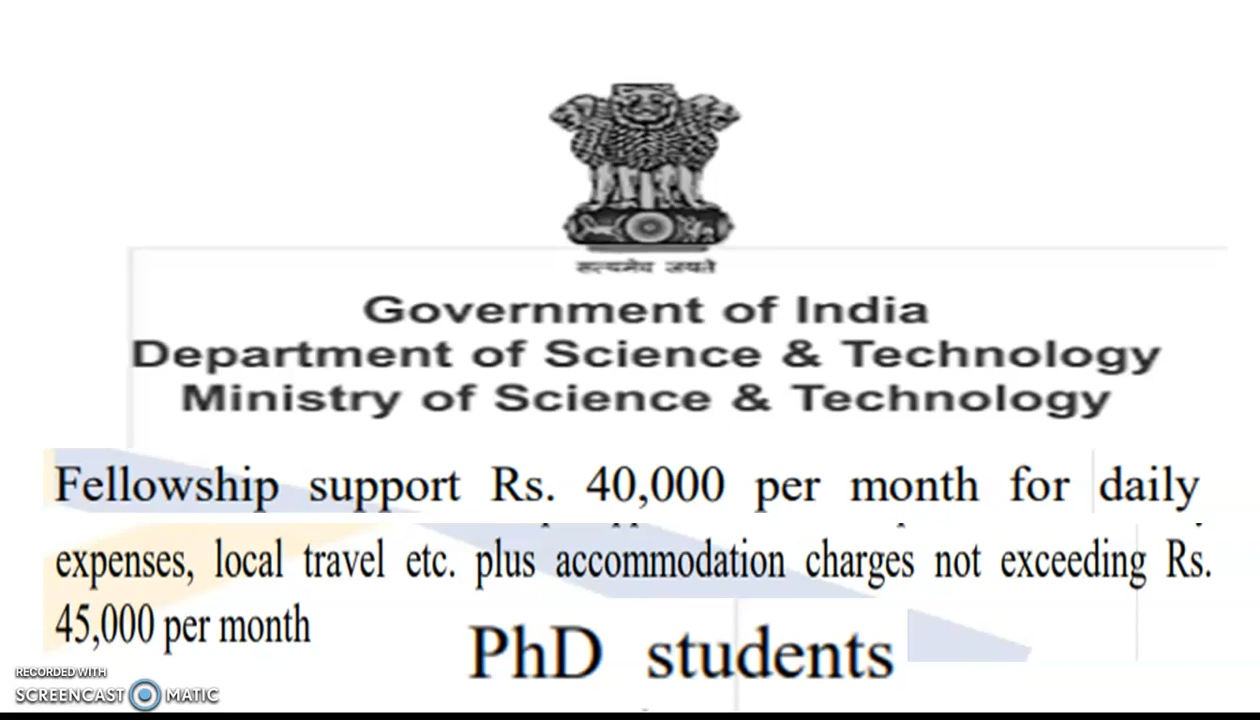 सत्यमेव जयते
Government of India
Department of Science & Technology
Ministry of Science & Technology
Fellowship support Rs. 40,000 per month for daily
expenses, local travel etc. plus accommodation charges not exceeding Rs.
45,000 per month
PhD students
RECORDED WITH
SCREENCAST MATIC